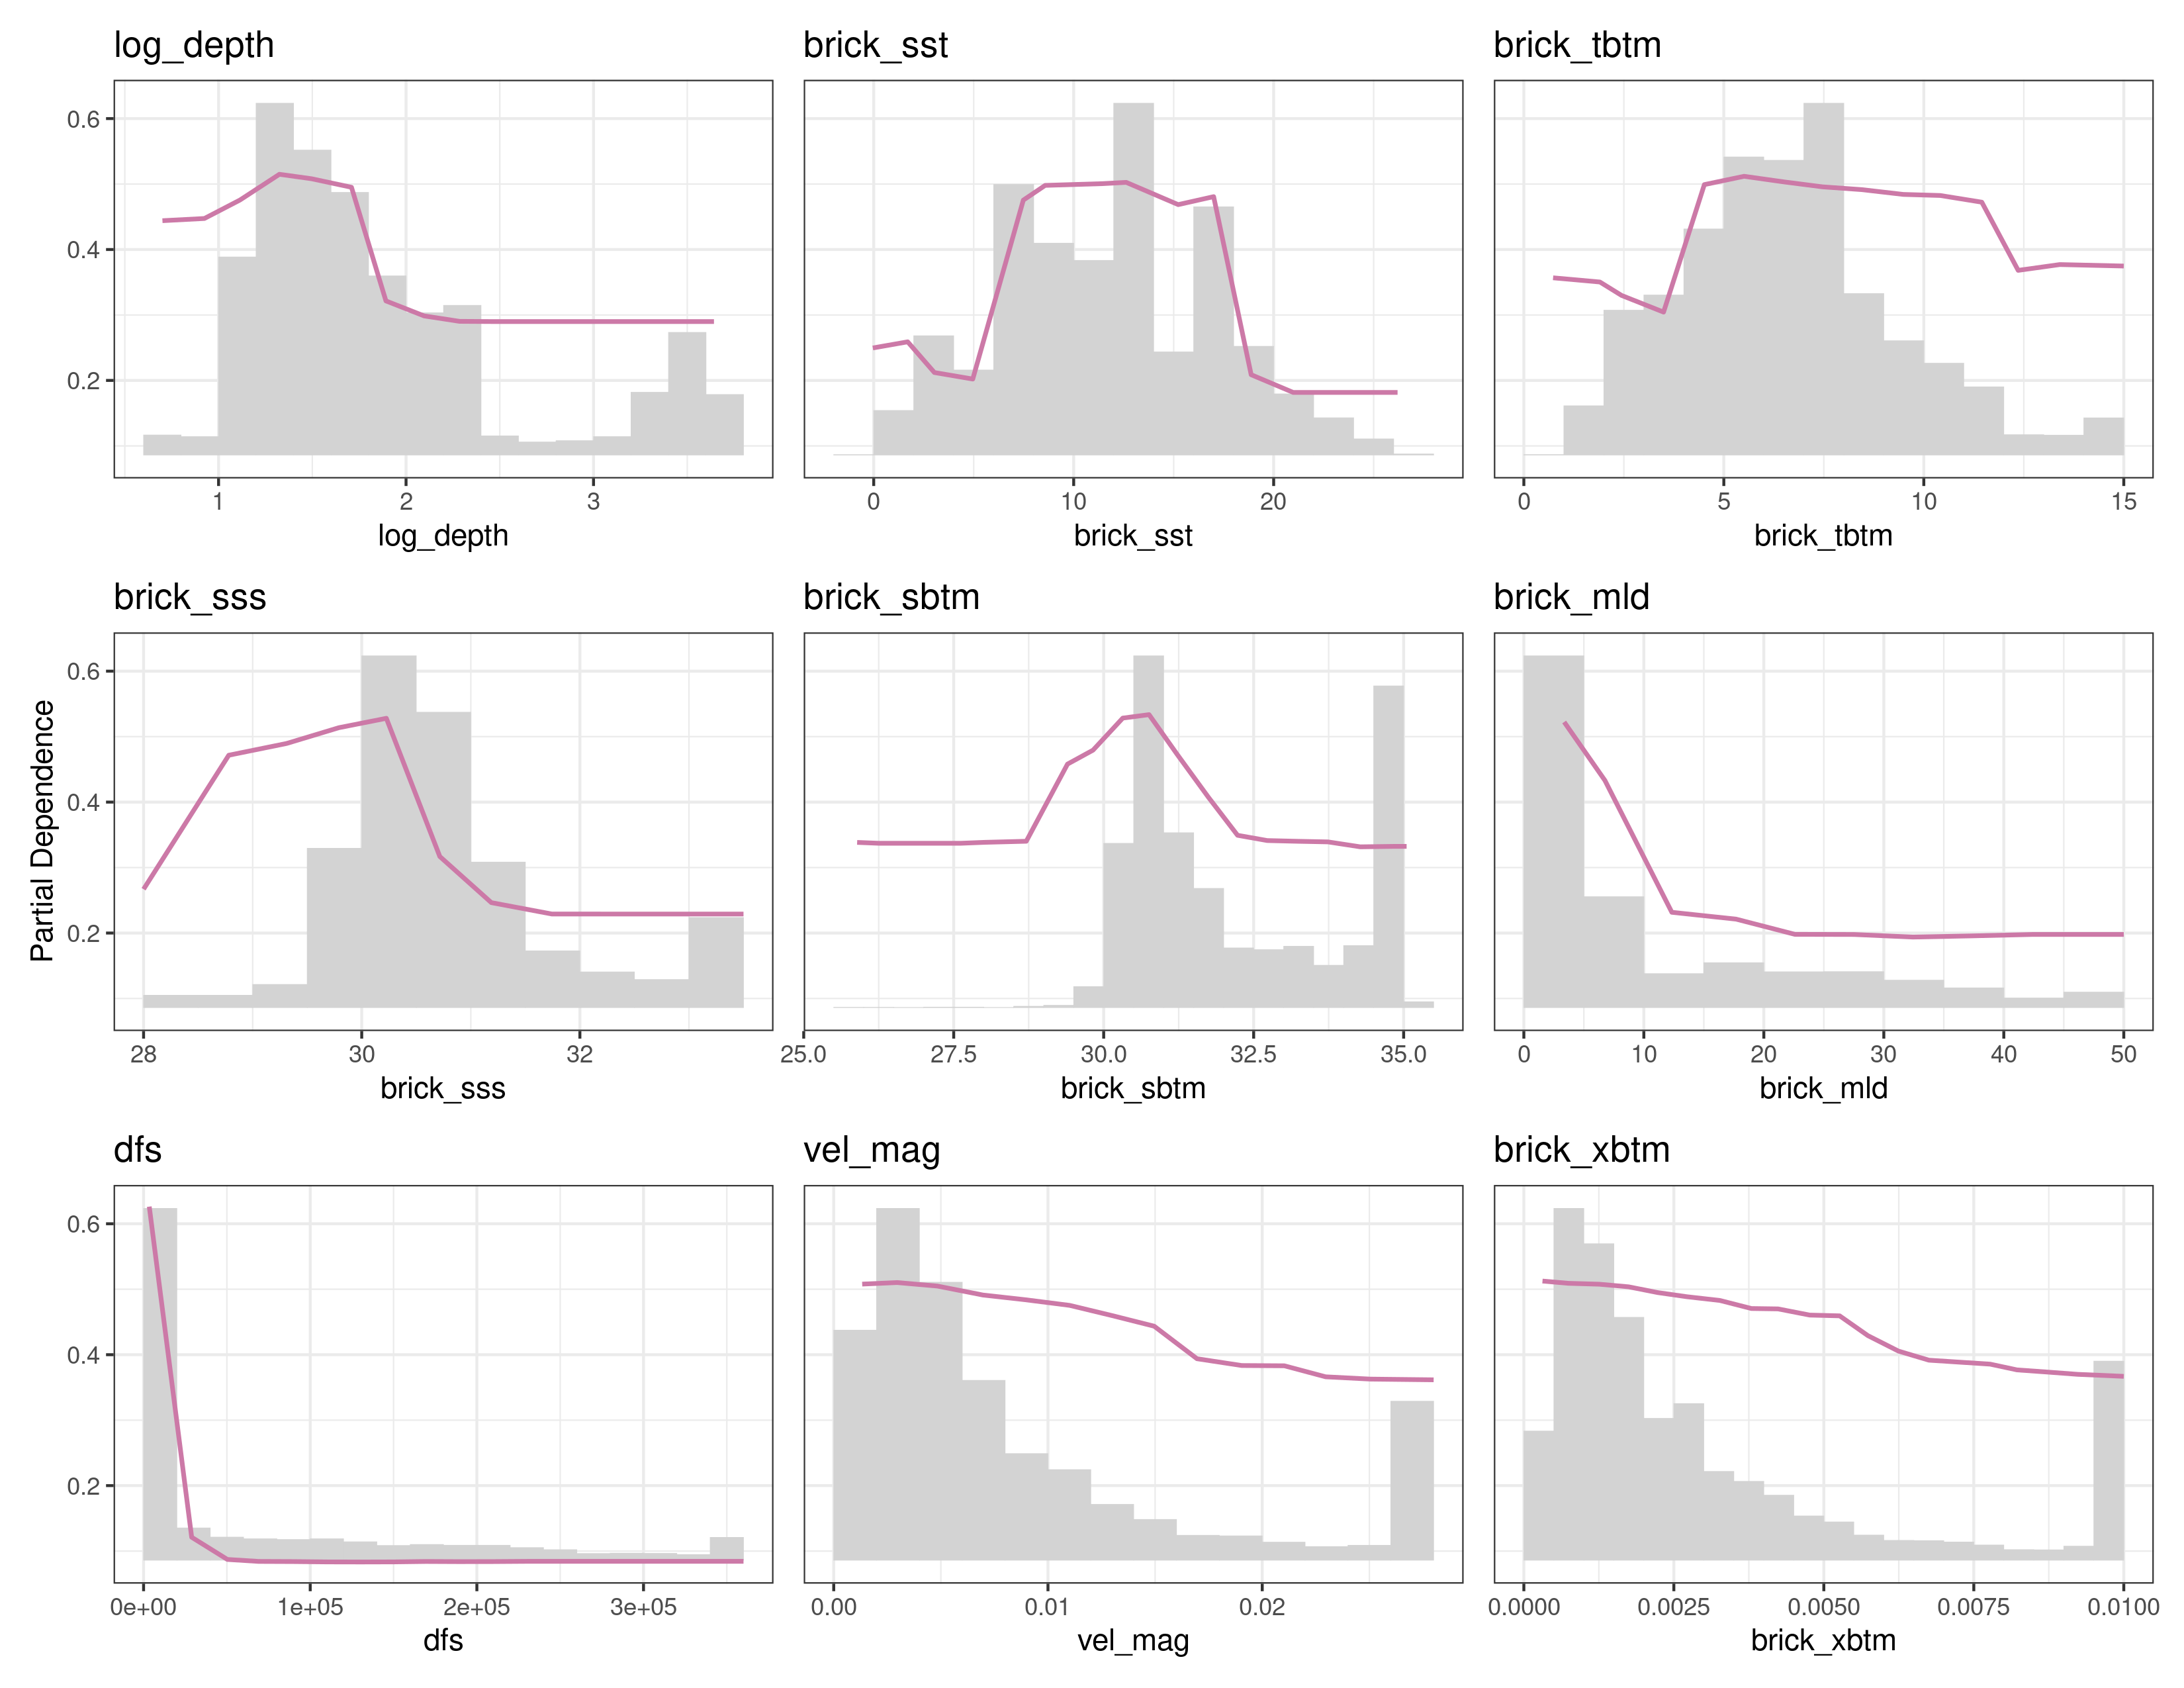 log_depth brick_sst brick_tbtm
0.6
0.4
0.2
1 2 3 0 10 20 0 5 10 15
log_depth brick_sst brick_tbtm
brick_sss brick_sbtm brick_mld
Partial Dependence
0.6
0.4
0.2
28 30 32 25.0 27.5 30.0 32.5 35.0 0 10 20 30 40 50
brick_sss brick_sbtm brick_mld
dfs vel_mag brick_xbtm
0.6
0.4
0.2
0e+00 1e+05 2e+05 3e+05 0.00 0.01 0.02 0.0000 0.0025 0.0050 0.0075 0.0100
dfs vel_mag brick_xbtm